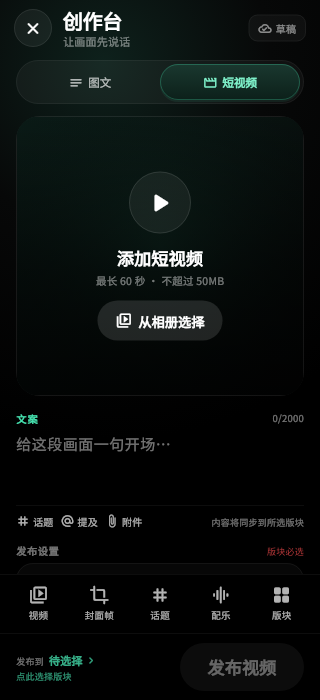 创作台
让画面先说话
草稿
图文
短视频
添加短视频
最长 60 秒 · 不超过 50MB
从相册选择
文案
0/2000
给这段画面一句开场…
话题
提及
附件
内容将同步到所选版块
发布设置
版块必选
视频
封面帧
话题
配乐
版块
发布到 待选择
点此选择版块
发布视频